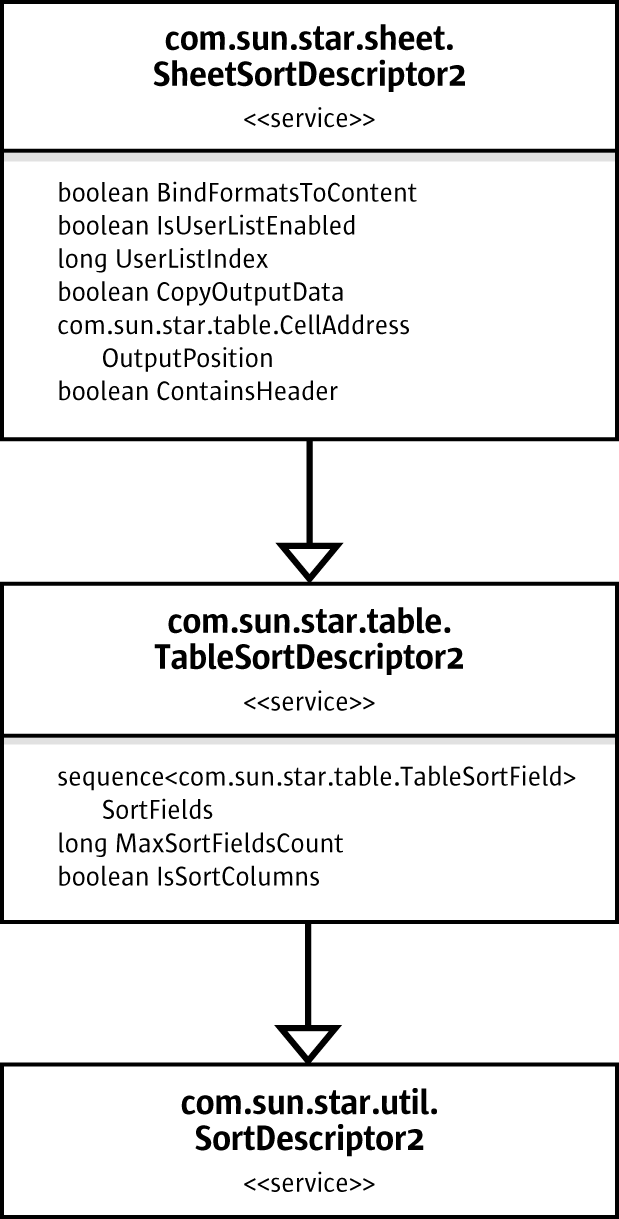 com.sun.star.sheet.
SheetSortDescriptor2
<<service>>
boolean BindFormatsToContent
boolean IsUserListEnabled
long UserListIndex
boolean CopyOutputData
com.sun.star.table.CellAddress
OutputPosition
boolean ContainsHeader
com.sun.star.table.
TableSortDescriptor2
<<service>>
sequence<com.sun.star.table.TableSortField>
SortFields
long MaxSortFieldsCount
boolean IsSortColumns
com.sun.star.util.
SortDescriptor2
<<service>>